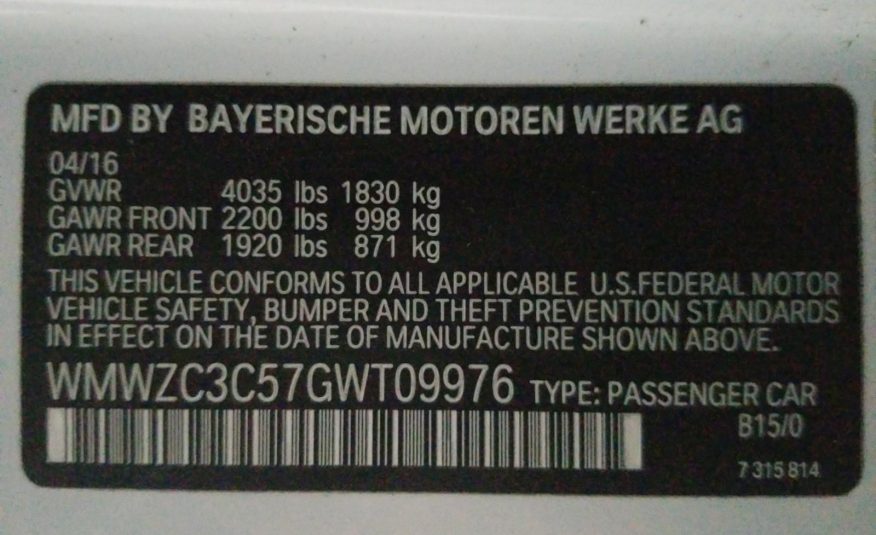 MFD BY BAYERISCHE MOTOREN WERKE AG
04/16
GVWR 4035 lbs 1830 kg
GAWR FRONT 2200 lbs 998 kg
GAWR REAR 1920 lbs 871 kg
THIS VEHICLE CONFORMS TO ALL APPLICABLE U.S.FEDERAL MOTOR
VEHICLE SAFETY, BUMPER AND THEFT PREVENTION STANDARDS
IN EFFECT ON THE DATE OF MANUFACTURE SHOWN ABOVE.
WMWZC3C57GWT09976 TYPE: PASSENGER CAR
B15/0
7 315 814